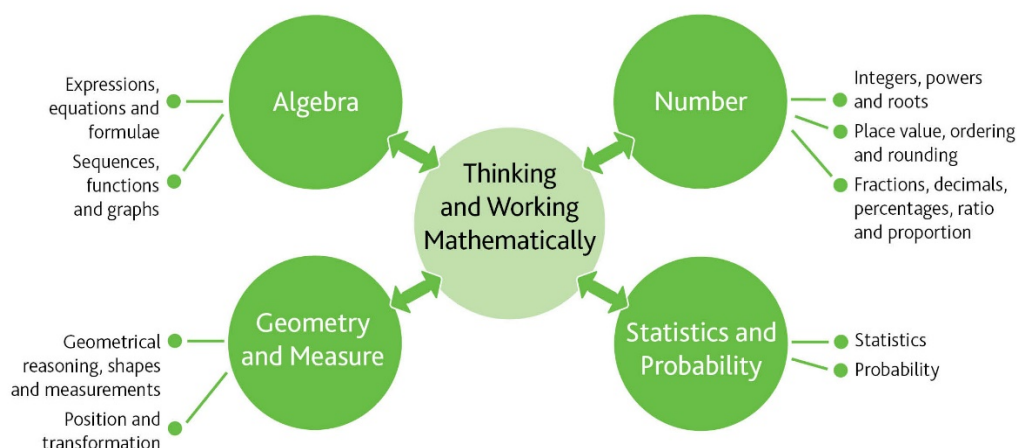 Expressions,
equations and
formulae
Sequences,
functions
and graphs
Algebra
Number
Integers, powers
and roots
Place value, ordering
and rounding
Fractions, decimals,
percentages, ratio
and proportion
Thinking
and Working
Mathematically
Geometrical
reasoning, shapes
and measurements
Position and
transformation
Geometry
and Measure
Statistics and
Probability
Statistics
Probability